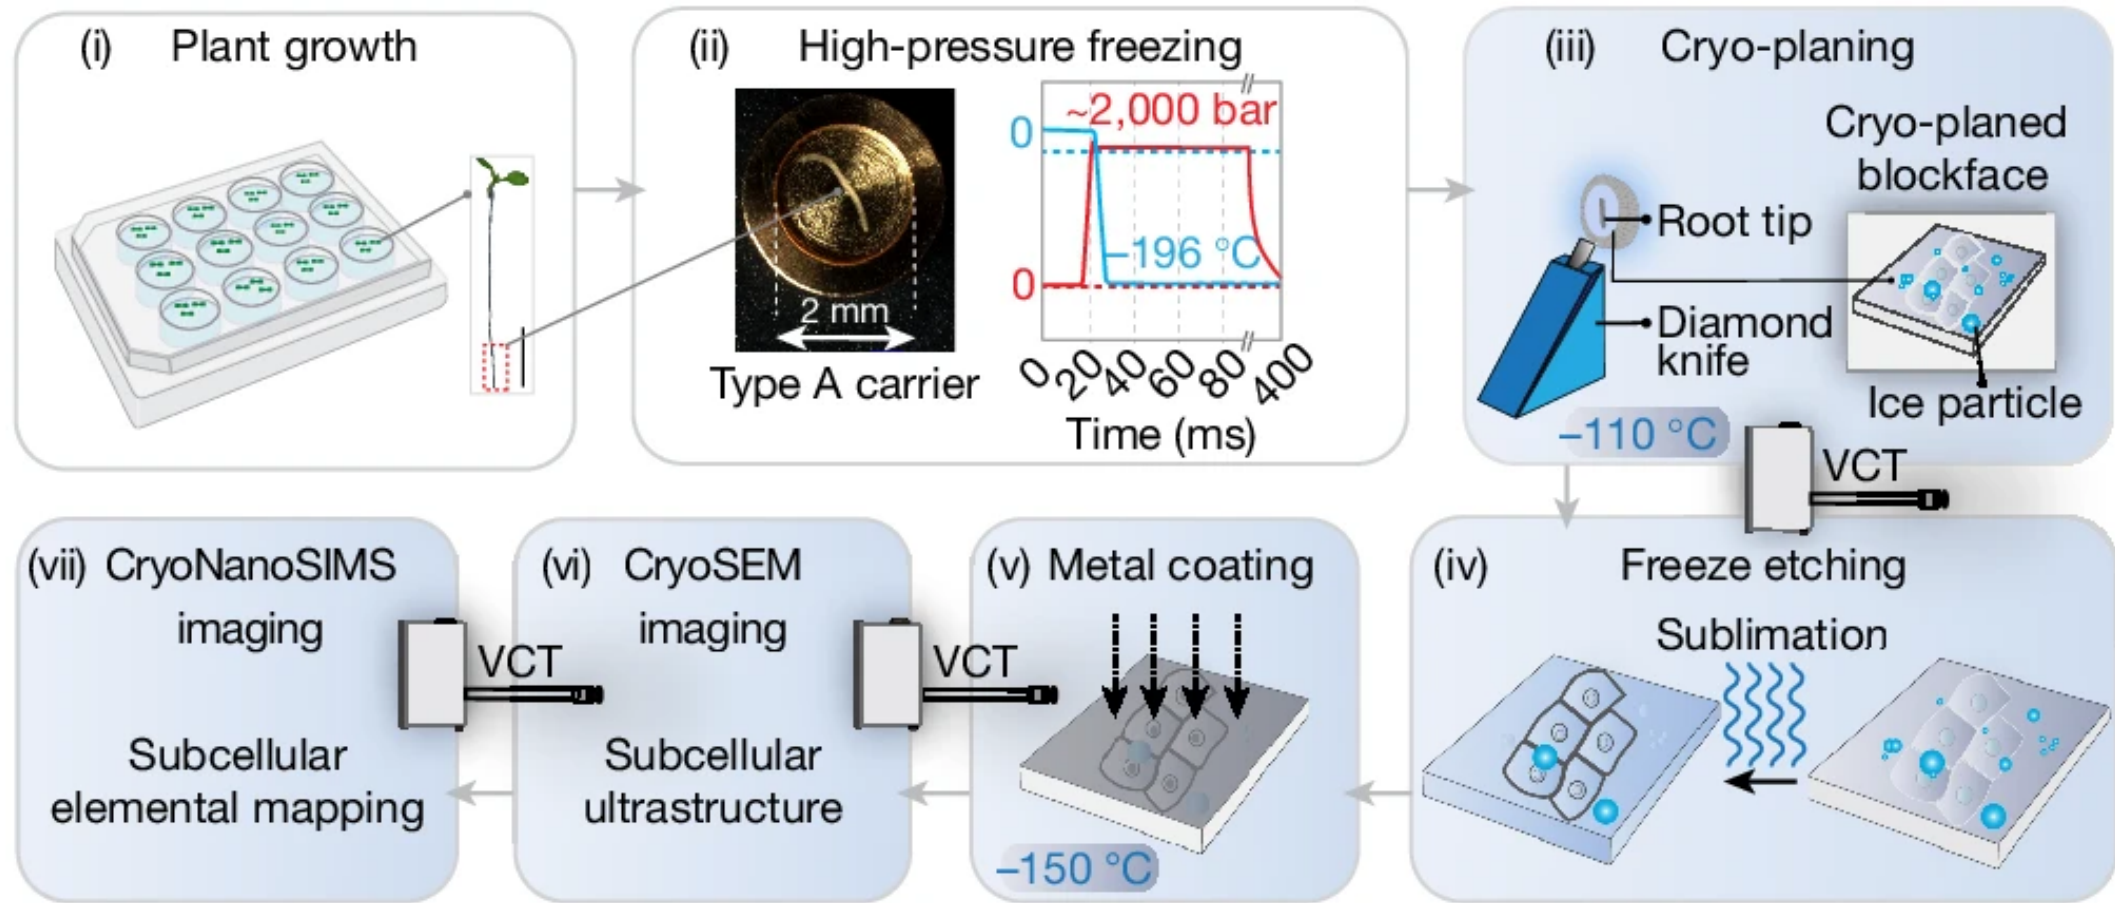 (i) Plant growth
(ii) High-pressure freezing
~2,000 bar
0
–196 °C
0
2 mm
Type A carrier
0 20 40 60 80 400
Time (ms)
(iii) Cryo-planing
Cryo-planed
blockface
Root tip
Diamond
knife
Ice particle
–110 °C
VCT
(iv) Freeze etching
Sublimation
(v) Metal coating
–150 °C
VCT
(vi) CryoSEM
imaging
Subcellular
ultrastructure
VCT
(vii) CryoNanoSIMS
imaging
Subcellular
elemental mapping